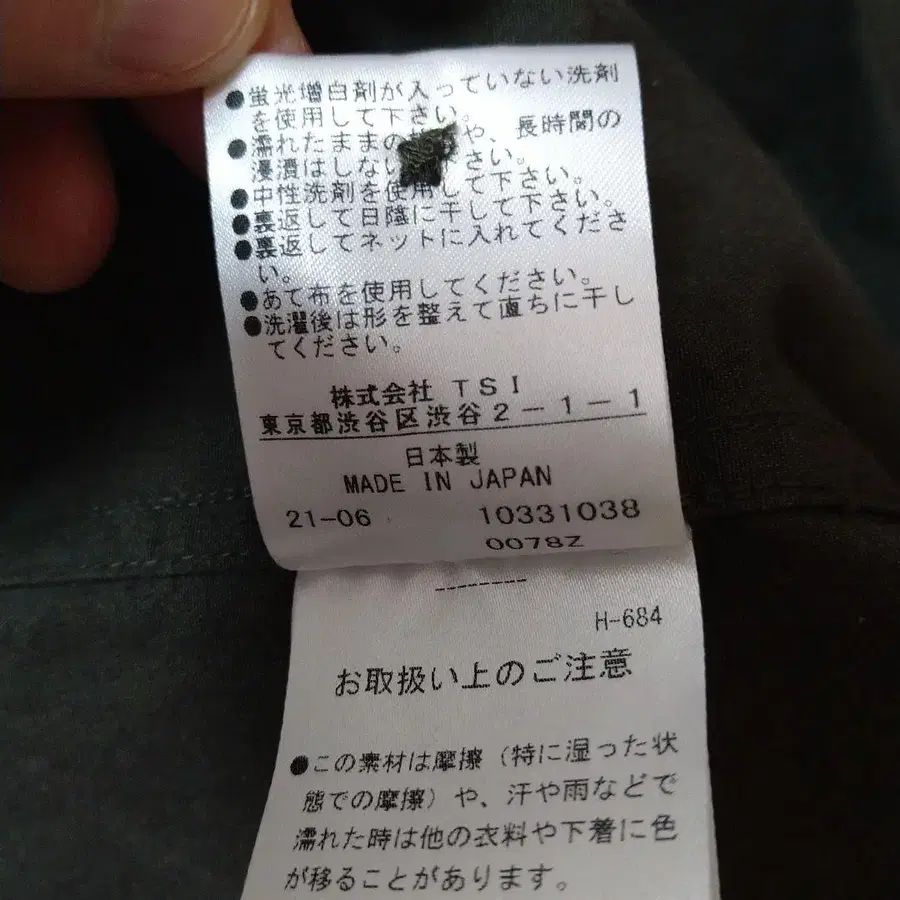 ●蛍光増白剤が入っていない洗剤
を使用して下さい。
●濡れたままの や、長時間の
浸漬はしない さい。
●中性洗剤を使用して下さい。
●裏返して日陰に干して下さい。
●裏返してネットに入れてくださ
い。
●あて布を使用してください。
●洗濯後は形を整えて直ちに干し
てください。
株式会社 TSI
東京都渋谷区渋谷2-1-1
日本製
MADE IN JAPAN
21-06 10331038
0078Z
--------
H-684
お取扱い上のご注意
●この素材は摩擦(特に湿った状
態での摩擦)や、汗や雨などで
濡れた時は他の衣料や下着に色
が移ることがあります。